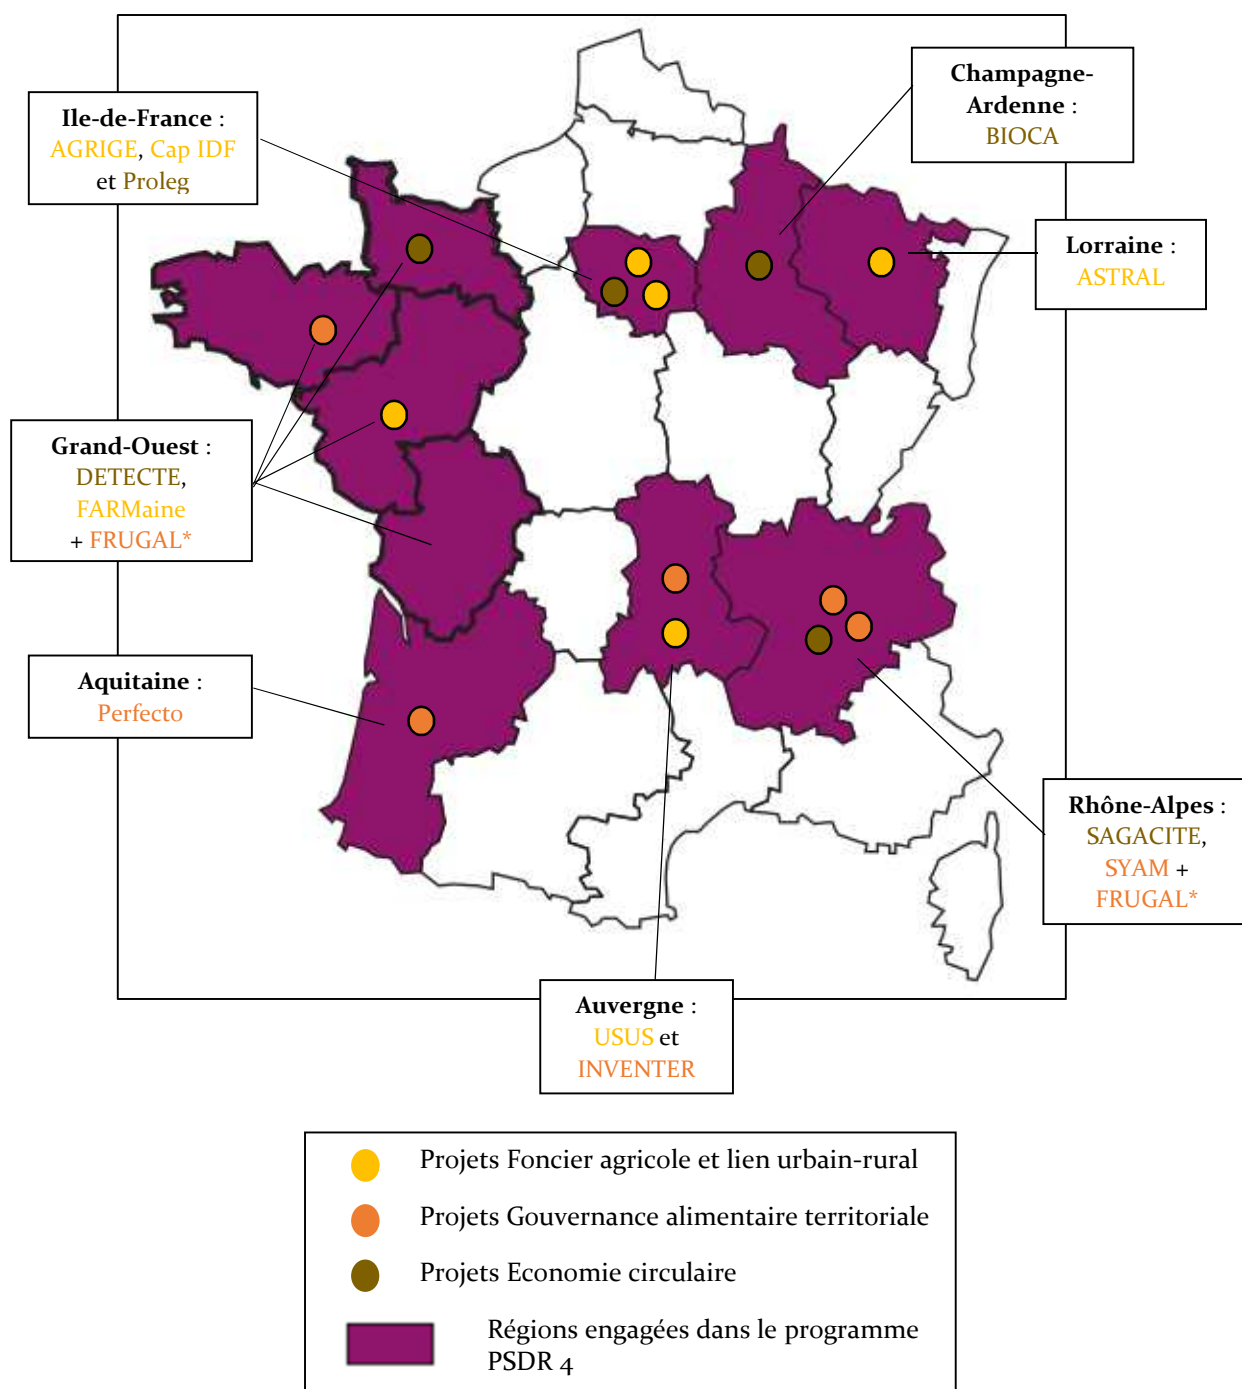 Champagne-
Ardenne :
BIOCA
Ile-de-France :
AGRIGE, Cap IDF
et Proleg
Lorraine :
ASTRAL
Grand-Ouest :
DETECTE,
FARMaine
+ FRUGAL*
Aquitaine :
Perfecto
Rhône-Alpes :
SAGACITE,
SYAM +
FRUGAL*
Auvergne :
USUS et
INVENTER
Projets Foncier agricole et lien urbain-rural
Projets Gouvernance alimentaire territoriale
Projets Economie circulaire
Régions engagées dans le programme
PSDR 4